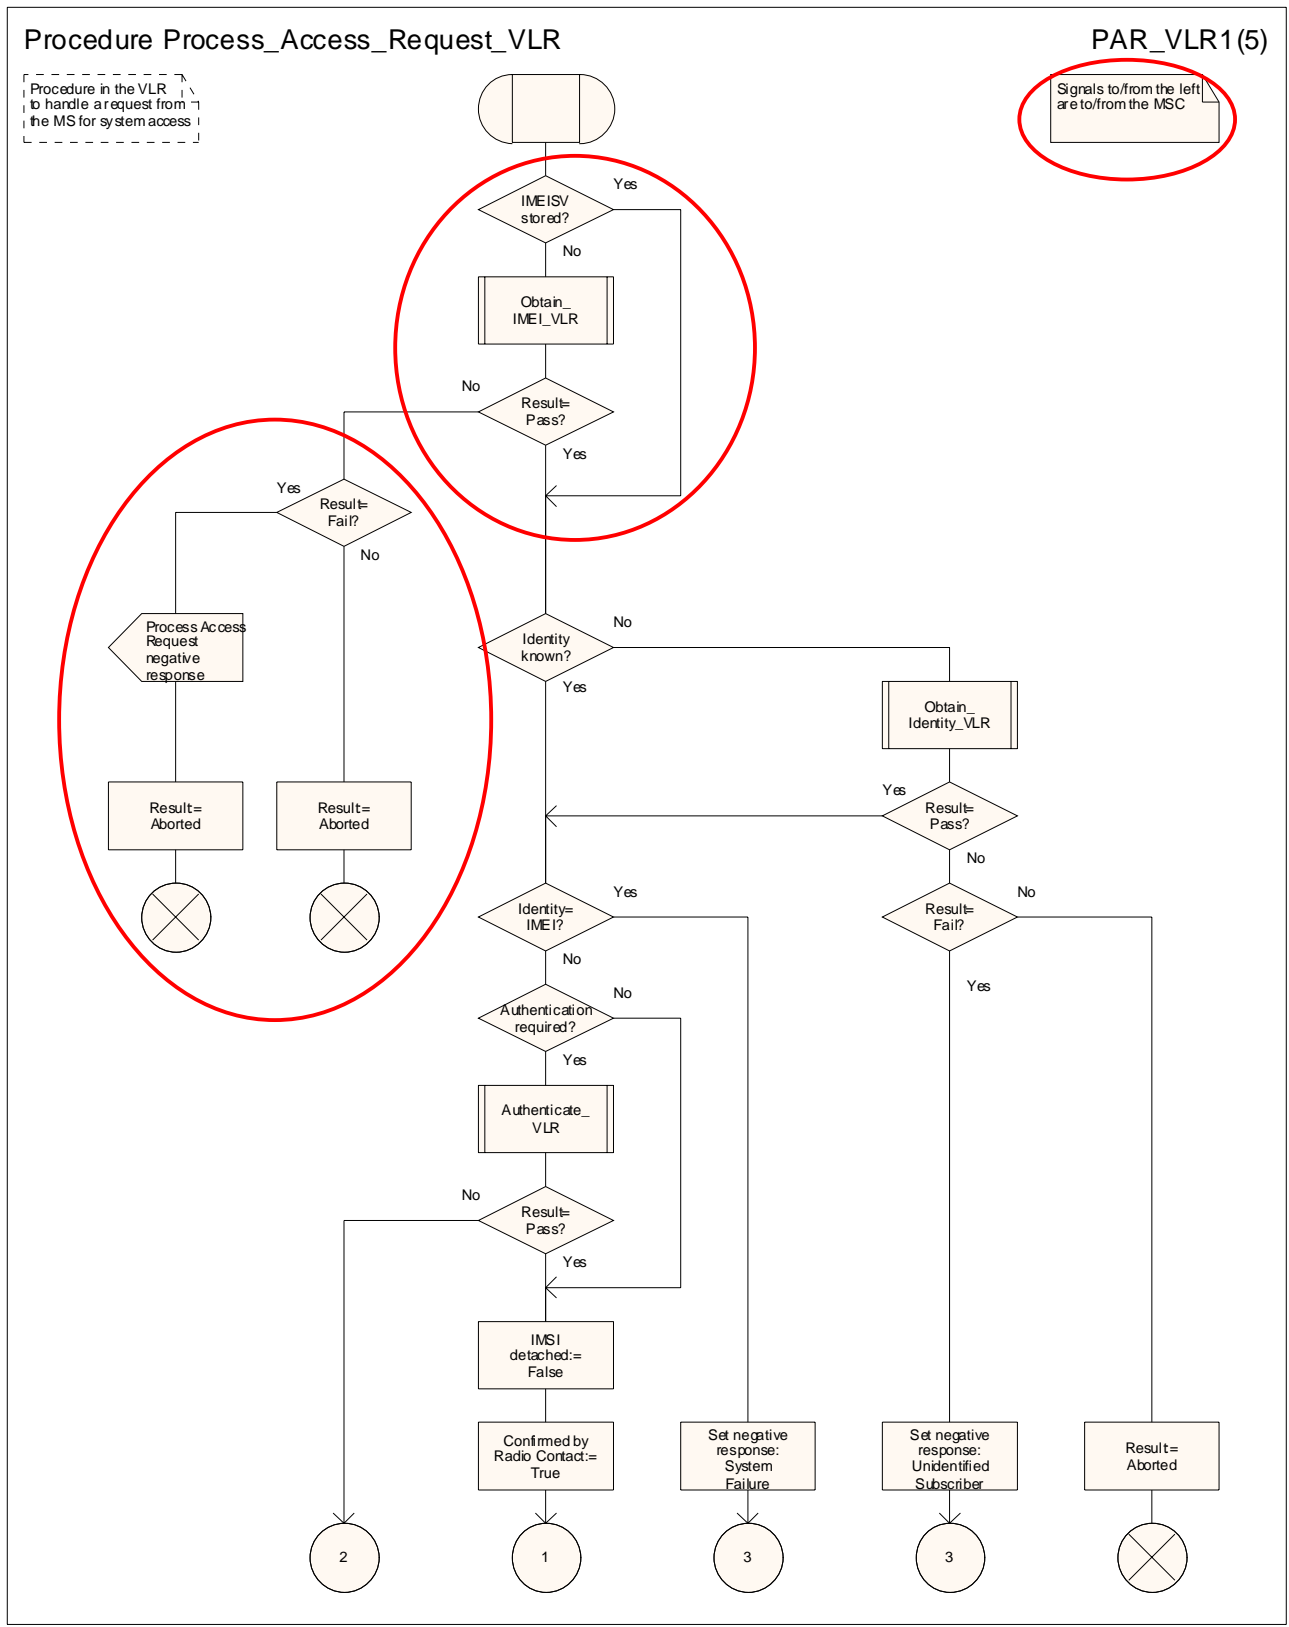 Procedure Process_Access_Request_VLR
PAR_VLR1(5)
Procedure in the VLR
to handle a request from
the MS for system access
Signals to/from the left
are to/from the MSC
IMEISV
stored?
Yes
No
Obtain_
IMEI_VLR
No
Result=
Pass?
Yes
Yes
Result=
Fail?
No
Process Access
Request
negative
response
Identity
known?
No
Yes
Obtain_
Identity_VLR
Result:=
Aborted
Result:=
Aborted
Yes
Result=
Pass?
No
Identity=
IMEI?
Yes
No
Result=
Fail?
No
Yes
Authentication
required?
No
Yes
Authenticate_
VLR
No
Result=
Pass?
Yes
IMSI
detached:=
False
Confirmed by
Radio Contact:=
True
Set negative
response:
System
Failure
Set negative
response:
Unidentified
Subscriber
Result:=
Aborted
2
1
3
3